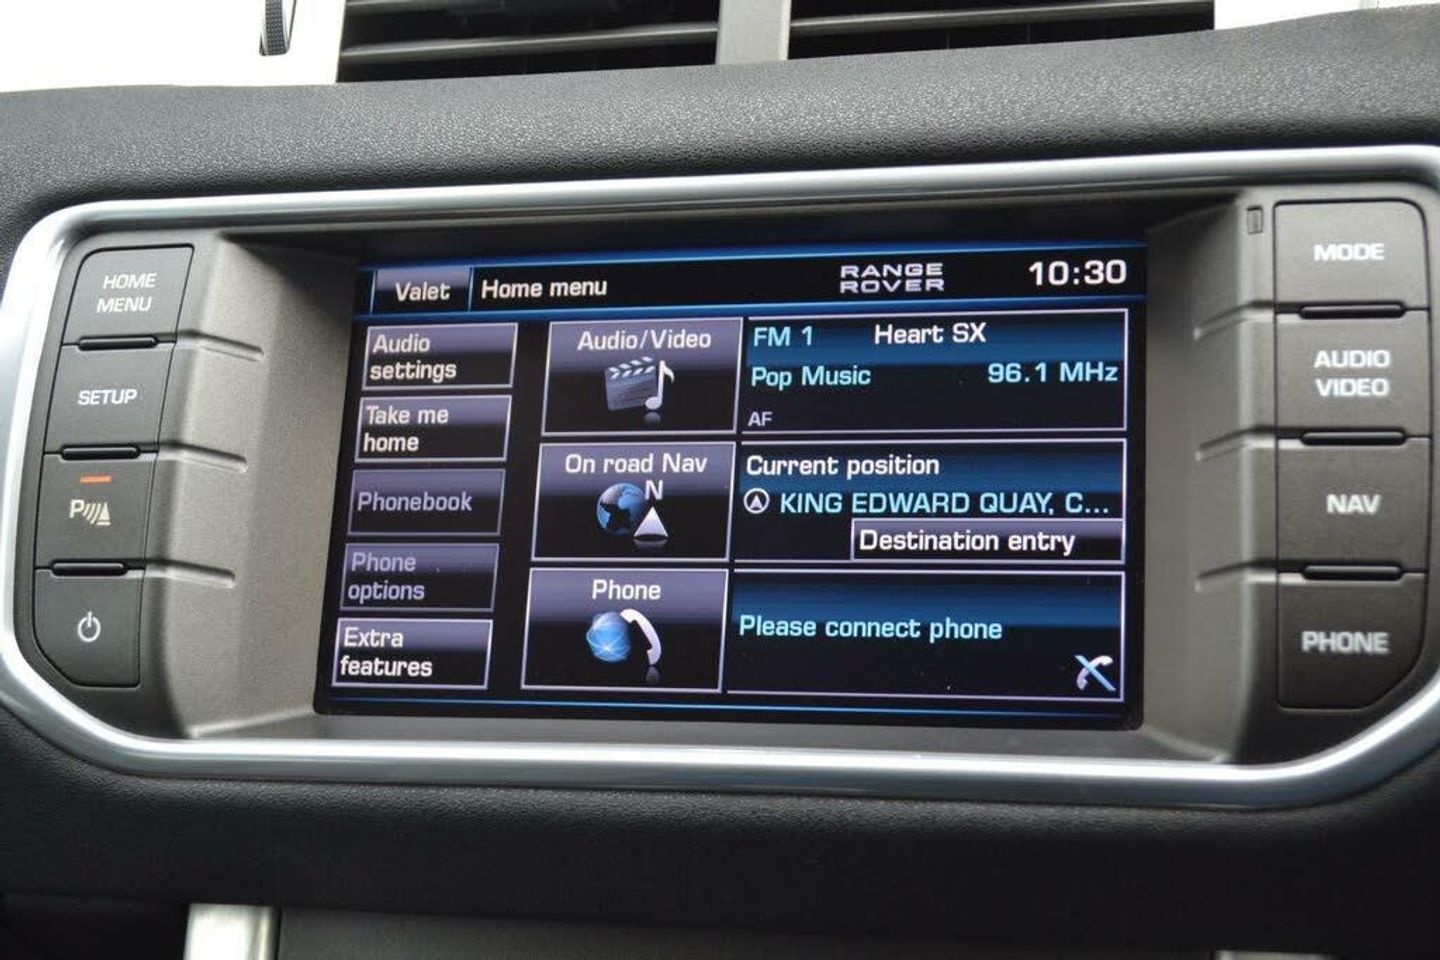 HOME
MENU
SETUP
P
Valet
Home menu
RANGE
ROVER
10:30
Audio
settings
Take me
home
Phonebook
Phone
options
Extra
features
Audio/Video
On road Nav
N
Phone
FM 1 Heart SX
Pop Music 96.1 MHz
AF
Current position
KING EDWARD QUAY, C...
Destination entry
Please connect phone
MODE
AUDIO
VIDEO
NAV
PHONE